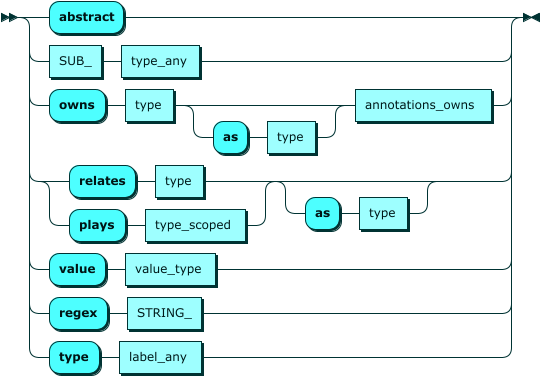 abstract
SUB_ type_any
owns type annotations_owns
as type
relates type
plays type_scoped as type
value value_type
regex STRING_
type label_any